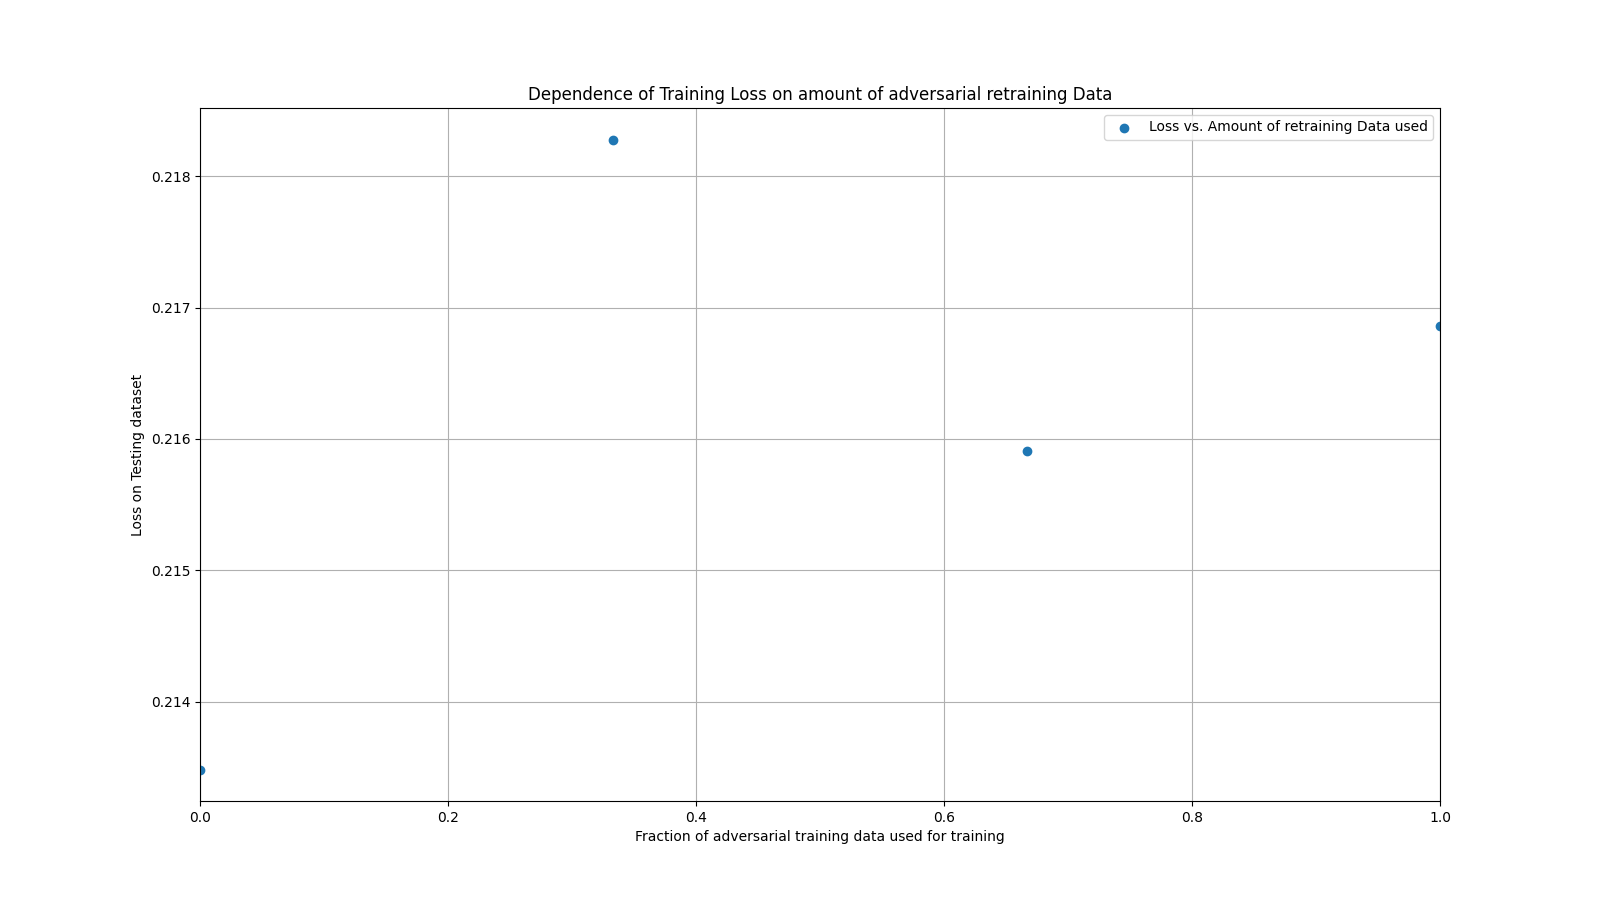 Dependence of Training Loss on amount of adversarial retraining Data
Loss vs. Amount of retraining Data used
0.218
0.217
0.216
0.215
0.214
Loss on Testing dataset
0.0 0.2 0.4 0.6 0.8 1.0
Fraction of adversarial training data used for training